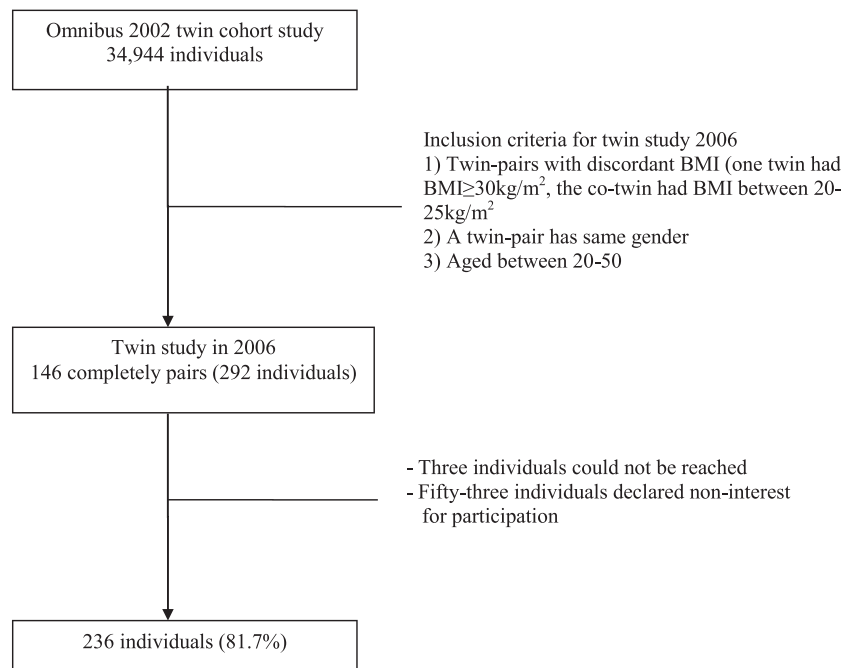 Omnibus 2002 twin cohort study
34,944 individuals
Inclusion criteria for twin study 2006
1) Twin-pairs with discordant BMI (one twin had
BMI≥30kg/m², the co-twin had BMI between 20-
25kg/m²
2) A twin-pair has same gender
3) Aged between 20-50
Twin study in 2006
146 completely pairs (292 individuals)
- Three individuals could not be reached
- Fifty-three individuals declared non-interest
for participation
236 individuals (81.7%)